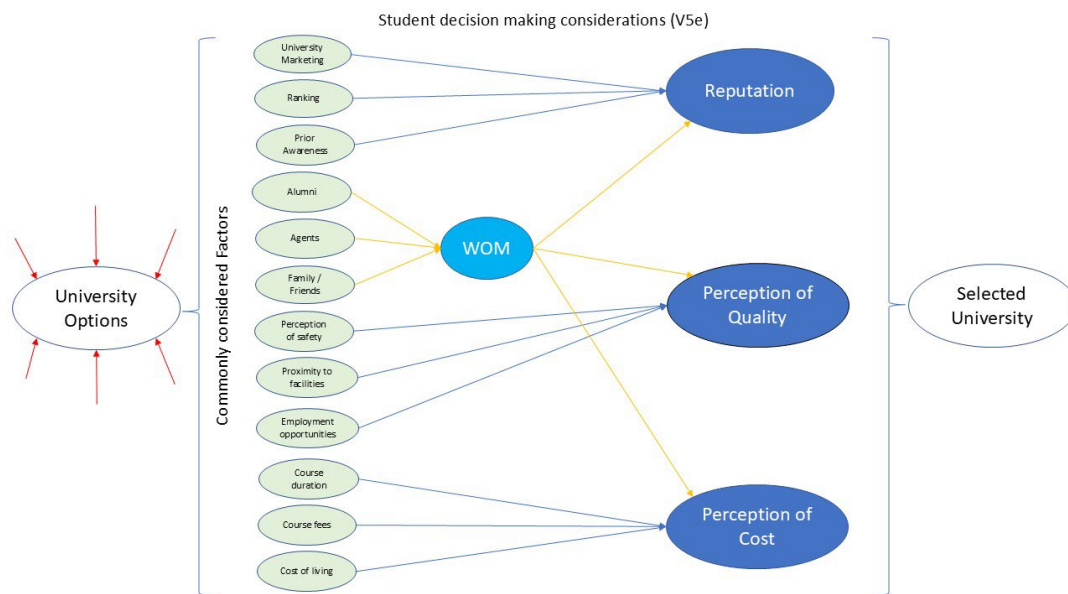 Student decision making considerations (V5e)
University
Marketing
Ranking
Prior
Awareness
Alumni
Agents
Family /
Friends
Perception
of safety
Proximity to
facilities
Employment
opportunities
Course
duration
Course fees
Cost of living
Commonly considered Factors
University
Options
WOM
Reputation
Perception of
Quality
Perception of
Cost
Selected
University